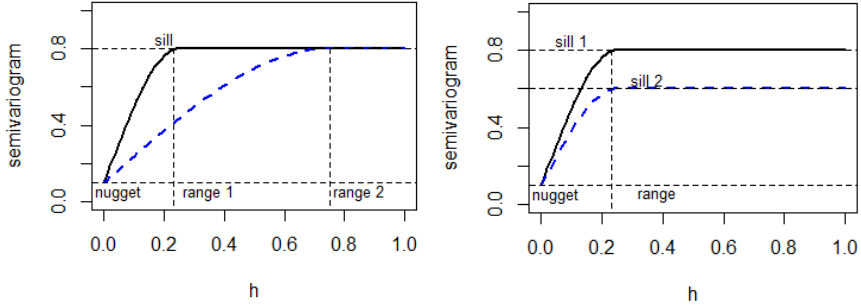 sill
semivariogram
0.0 0.4 0.8
nugget range 1 range 2
0.0 0.2 0.4 0.6 0.8 1.0
h
sill 1
sill 2
semivariogram
0.0 0.4 0.8
nugget range
0.0 0.2 0.4 0.6 0.8 1.0
h